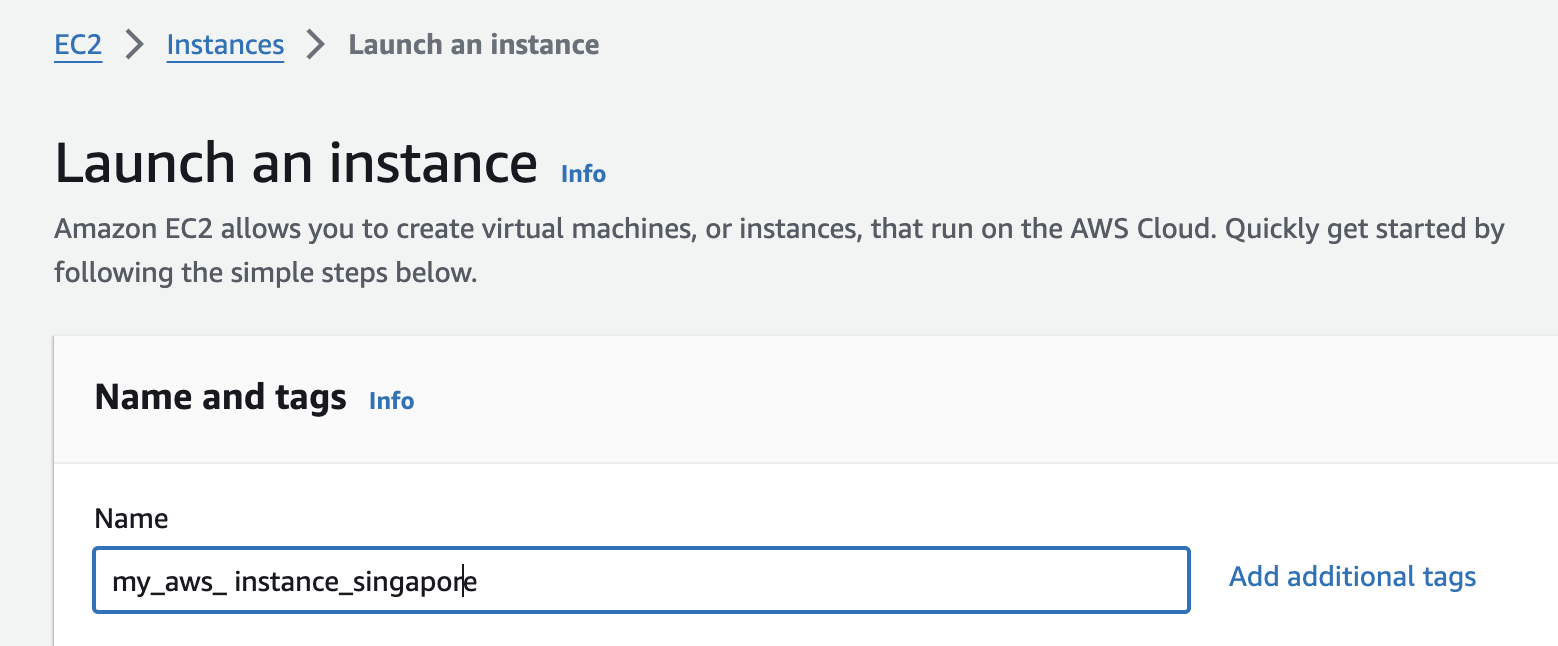 EC2 > Instances > Launch an instance
Launch an instance Info
Amazon EC2 allows you to create virtual machines, or instances, that run on the AWS Cloud. Quickly get started by
following the simple steps below.
Name and tags Info
Name
my_aws_ instance_singapore Add additional tags